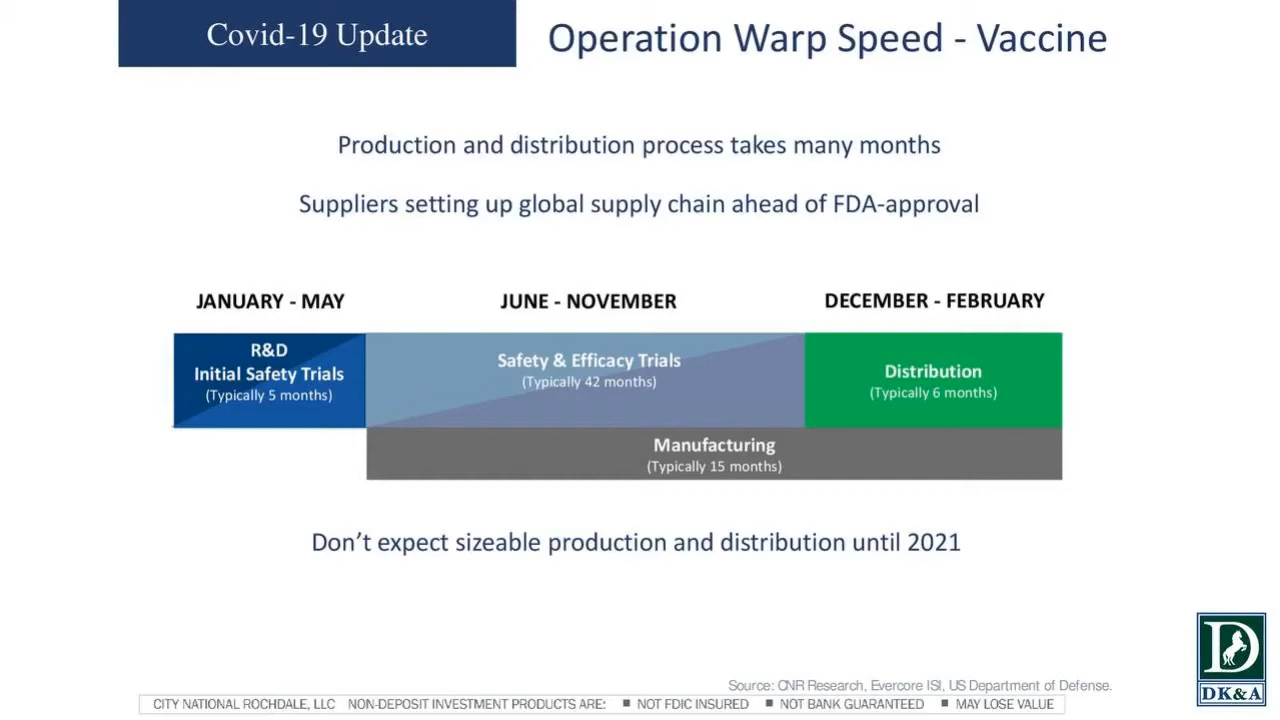 Covid-19 Update
Operation Warp Speed - Vaccine
Production and distribution process takes many months
Suppliers setting up global supply chain ahead of FDA-approval
JANUARY - MAY
JUNE - NOVEMBER
DECEMBER - FEBRUARY
R&D
Initial Safety Trials
(Typically 5 months)
Safety & Efficacy Trials
(Typically 42 months)
Distribution
(Typically 6 months)
Manufacturing
(Typically 15 months)
Don’t expect sizeable production and distribution until 2021
D
DK&A
Source: CNR Research, Evercore ISI, US Department of Defense.
CITY NATIONAL ROCHDALE, LLC NON-DEPOSIT INVESTMENT PRODUCTS ARE: ■ NOT FDIC INSURED ■ NOT BANK GUARANTEED ■ MAY LOSE VALUE